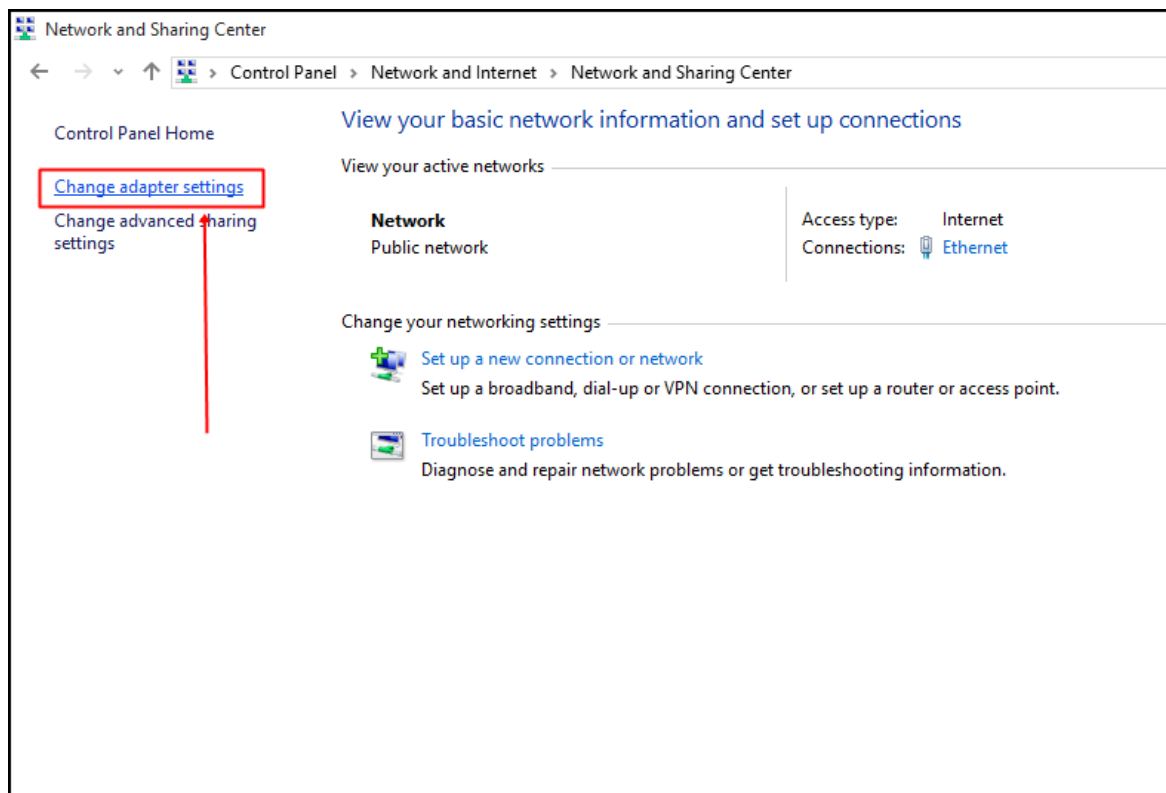 Network and Sharing Center
Control Panel > Network and Internet > Network and Sharing Center
Control Panel Home
Change adapter settings
Change advanced sharing
settings
View your basic network information and set up connections
View your active networks
Network
Public network
Access type: Internet
Connections: Ethernet
Change your networking settings
Set up a new connection or network
Set up a broadband, dial-up or VPN connection, or set up a router or access point.
Troubleshoot problems
Diagnose and repair network problems or get troubleshooting information.